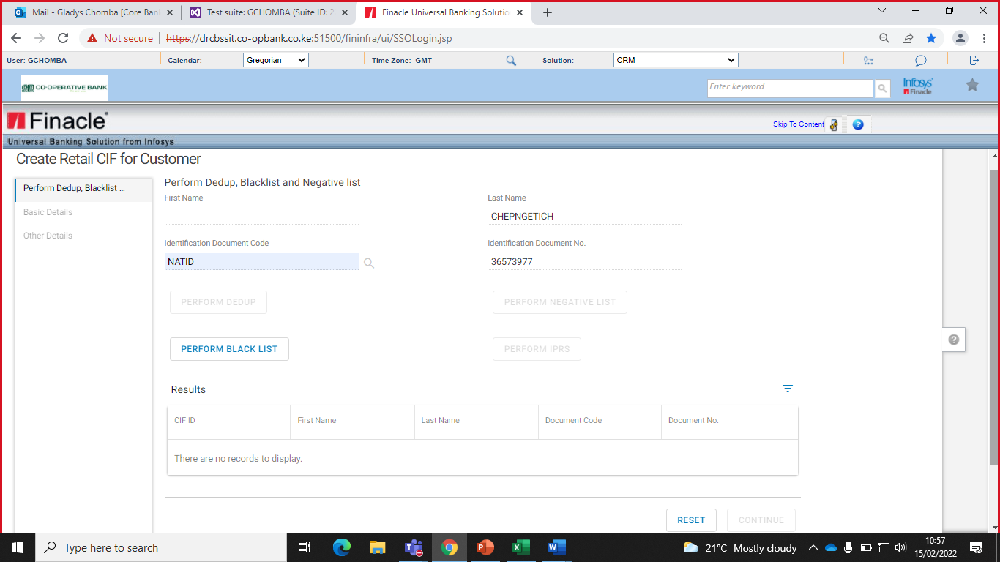 Mail - Gladys Chomba [Core Ban
Test suite: GCHOMBA (Suite ID: 2
Finacle Universal Banking Solutio
Not secure
https://drcbssit.co-opbank.co.ke:51500/fininfra/ui/SSOLogin.jsp
User: GCHOMBA
Calendar:
Gregorian
Time Zone: GMT
Solution:
CRM
CO-OPERATIVE BANK
Enter keyword
Infosys
Finacle
Finacle
Skip To Content
Universal Banking Solution from Infosys
Create Retail CIF for Customer
Perform Dedup, Blacklist ...
Basic Details
Other Details
Perform Dedup, Blacklist and Negative list
First Name
Last Name
CHEPNGETICH
Identification Document Code
Identification Document No.
NATID
36573977
PERFORM DEDUP
PERFORM NEGATIVE LIST
PERFORM BLACK LIST
PERFORM IPRS
Results
CIF ID
First Name
Last Name
Document Code
Document No.
There are no records to display.
RESET
CONTINUE
Type here to search
21°C Mostly cloudy
10:57
15/02/2022